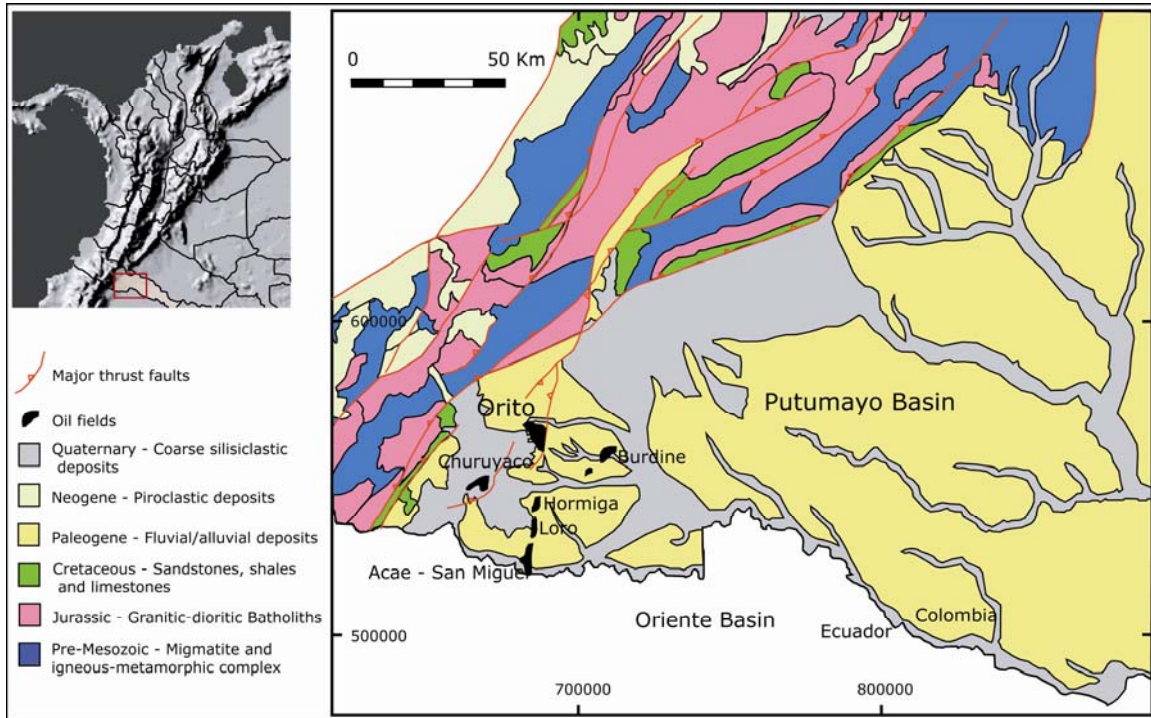 0 50 Km
600000
500000
700000
800000
Orito
Churuyaco
Burdine
Hormiga
Loro
Acae - San Miguel
Putumayo Basin
Oriente Basin
Ecuador
Colombia
Major thrust faults
Oil fields
Quaternary - Coarse silisiclastic
deposits
Neogene - Piroclastic deposits
Paleogene - Fluvial/alluvial deposits
Cretaceous - Sandstones, shales
and limestones
Jurassic - Granitic-dioritic Batholiths
Pre-Mesozoic - Migmatite and
igneous-metamorphic complex